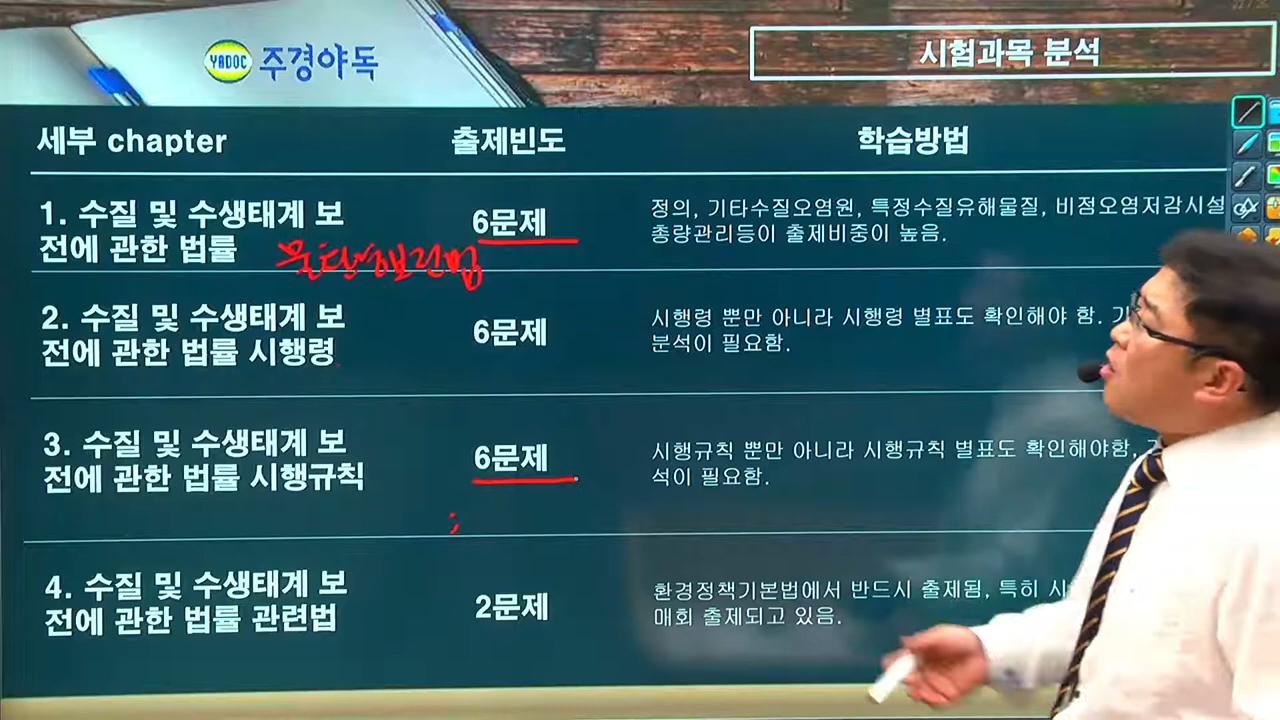 YADOC 주경야독
시험과목 분석
세부 chapter
출제빈도
학습방법
1. 수질 및 수생태계 보
전에 관한 법률
6문제
정의, 기타수질오염원, 특정수질유해물질, 비점오염저감시설
총량관리등이 출제비중이 높음.
2. 수질 및 수생태계 보
전에 관한 법률 시행령
6문제
시행령 뿐만 아니라 시행령 별표도 확인해야 함.
분석이 필요함.
3. 수질 및 수생태계 보
전에 관한 법률 시행규칙
6문제
시행규칙 뿐만 아니라 시행규칙 별표도 확인해야함,
석이 필요함.
4. 수질 및 수생태계 보
전에 관한 법률 관련법
2문제
환경정책기본법에서 반드시 출제됨, 특히
매회 출제되고 있음.